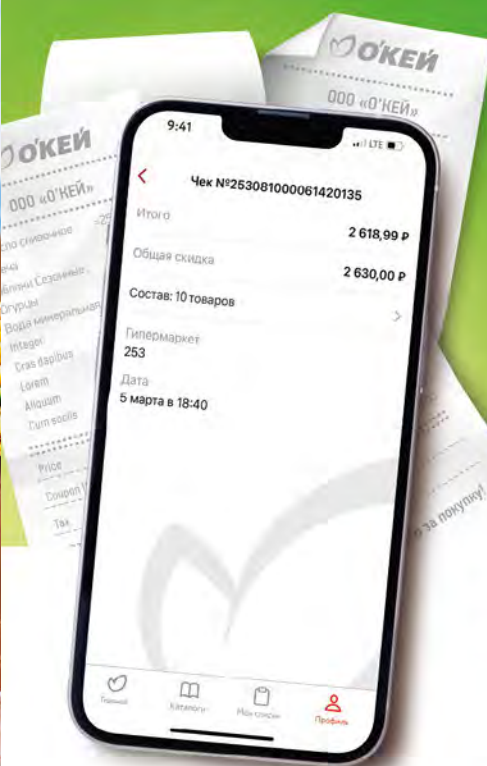 О'КЕЙ
ООО «О'КЕЙ»
О'КЕЙ
ООО «О'КЕЙ»
Огурцы
Вода минеральная
Integer
Cras dapibus
Lorem
Aliquam
Cum sociis
Price
Tax
за покупку!
9:41
LTE
Чек №253081000061420135
Итого
2 618,99 ₽
Общая скидка
2 630,00 ₽
Состав: 10 товаров
Гипермаркет
253
Дата
5 марта в 18:40
Главная
Каталоги
Мои скидки
Профиль